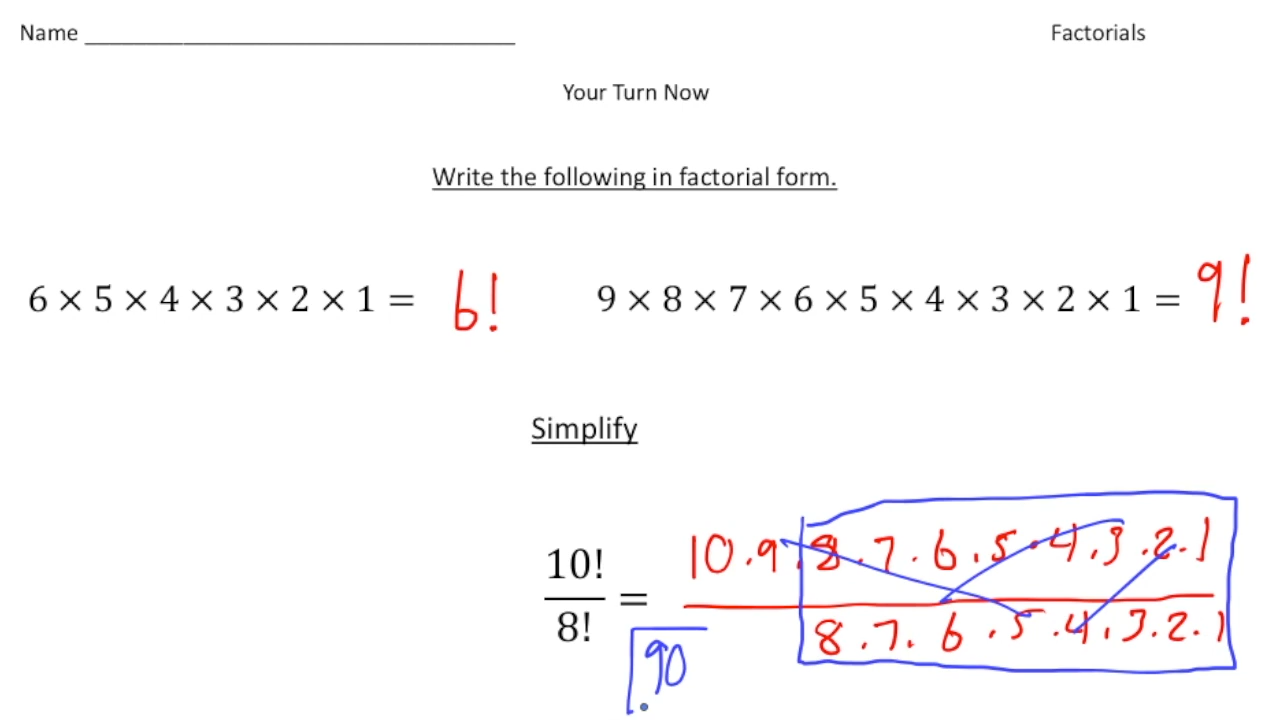 Name ___________________________________ Factorials
Your Turn Now
Write the following in factorial form.
6 × 5 × 4 × 3 × 2 × 1 = 6! 9 × 8 × 7 × 6 × 5 × 4 × 3 × 2 × 1 = 9!
Simplify
10! 10.9.8.7.6.5.4.3.2.1
=
8! 8.7.6.5.4.3.2.1
90